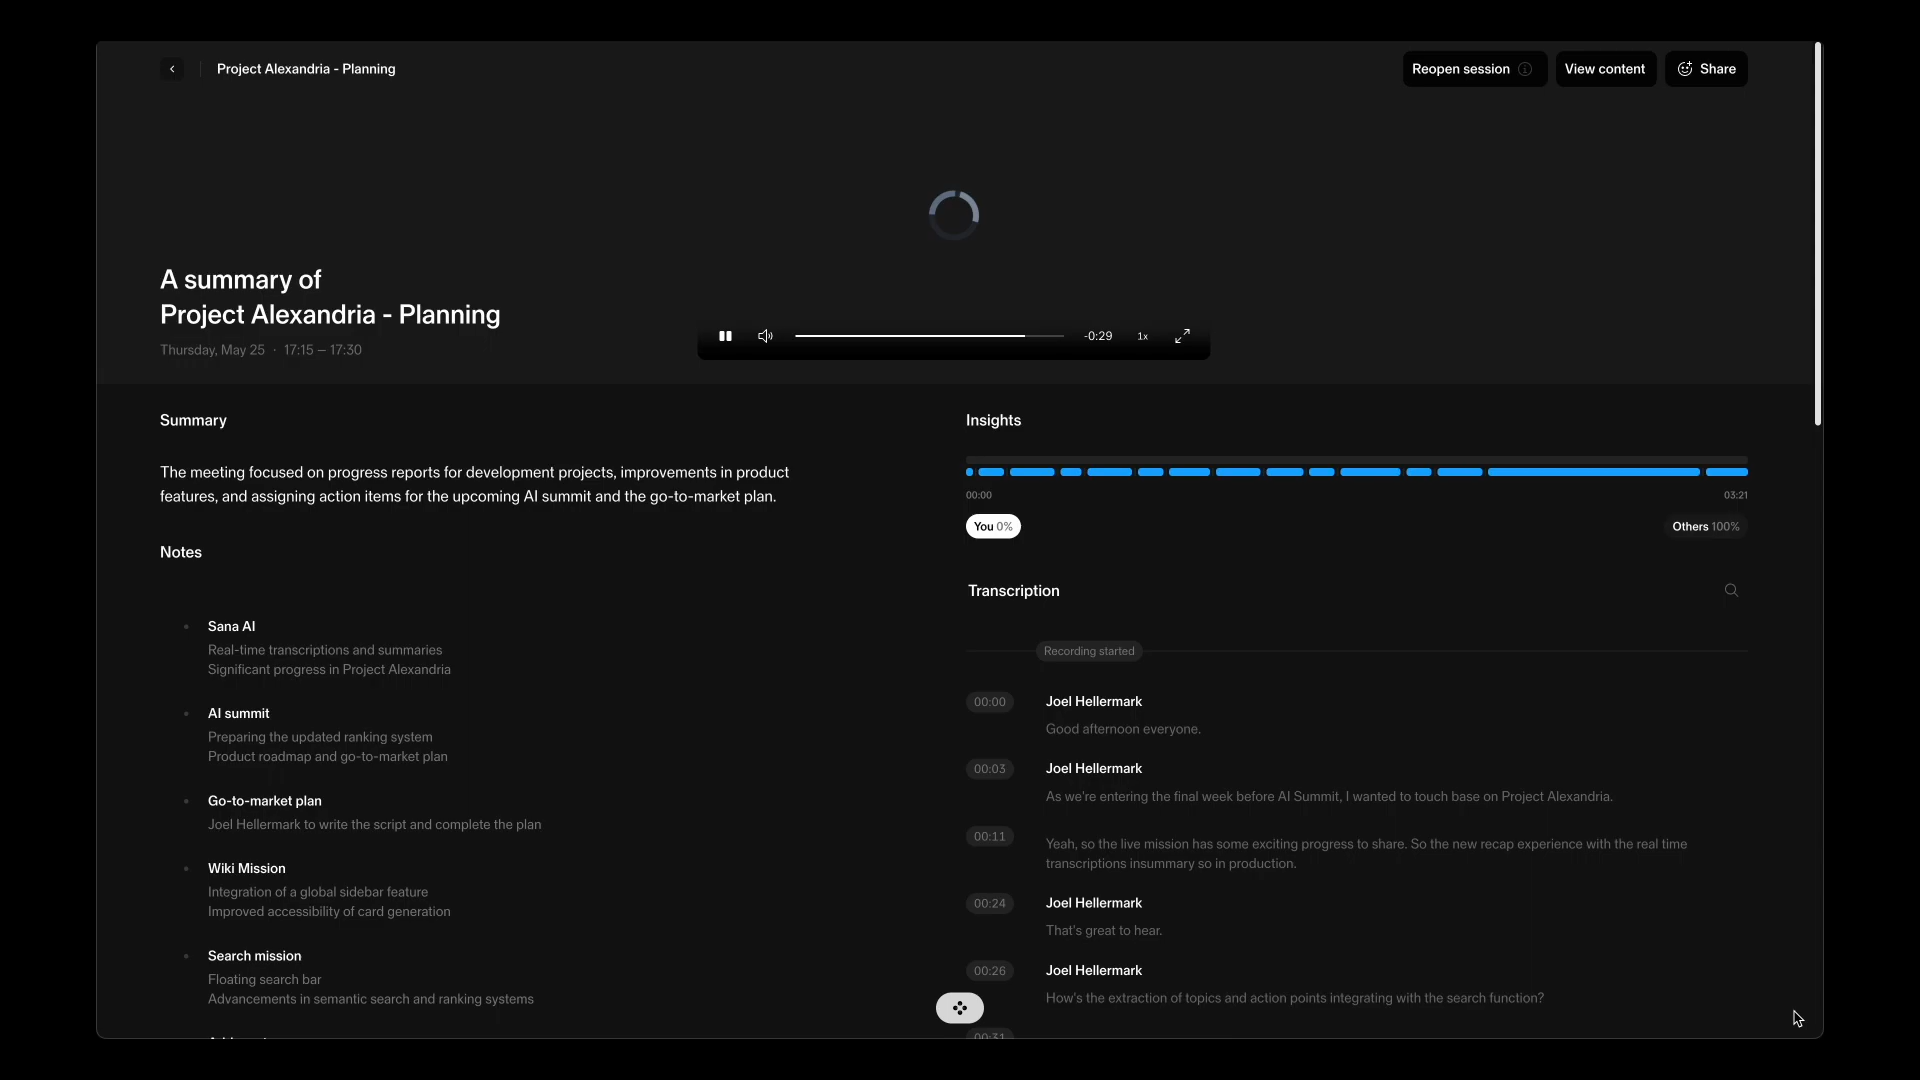 Project Alexandria - Planning
Reopen session
View content
Share
A summary of
Project Alexandria - Planning
Thursday, May 25 · 17:15 – 17:30
-0:29
1x
Summary
The meeting focused on progress reports for development projects, improvements in product
features, and assigning action items for the upcoming AI summit and the go-to-market plan.
Notes
Sana AI
Real-time transcriptions and summaries
Significant progress in Project Alexandria
AI summit
Preparing the updated ranking system
Product roadmap and go-to-market plan
Go-to-market plan
Joel Hellermark to write the script and complete the plan
Wiki Mission
Integration of a global sidebar feature
Improved accessibility of card generation
Search mission
Floating search bar
Advancements in semantic search and ranking systems
Insights
00:00
03:21
You 0%
Others 100%
Transcription
Recording started
00:00
Joel Hellermark
Good afternoon everyone.
00:03
Joel Hellermark
As we're entering the final week before AI Summit, I wanted to touch base on Project Alexandria.
00:11
Yeah, so the live mission has some exciting progress to share. So the new recap experience with the real time
transcriptions insummary so in production.
00:24
Joel Hellermark
That's great to hear.
00:26
Joel Hellermark
How's the extraction of topics and action points integrating with the search function?
00:31